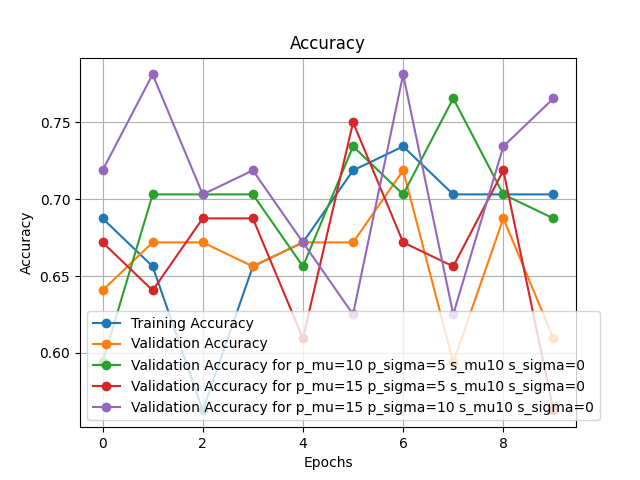 Accuracy
Accuracy
0.75
0.70
0.65
0.60
Training Accuracy
Validation Accuracy
Validation Accuracy for p_mu=10 p_sigma=5 s_mu10 s_sigma=0
Validation Accuracy for p_mu=15 p_sigma=5 s_mu10 s_sigma=0
Validation Accuracy for p_mu=15 p_sigma=10 s_mu10 s_sigma=0
0 2 4 6 8
Epochs